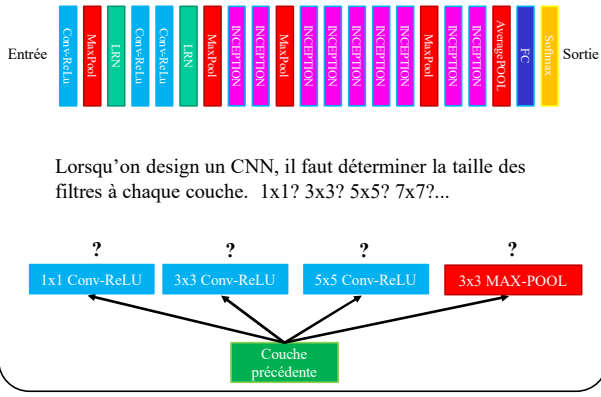 Entrée
Conv-ReLu
MaxPool
LRN
Conv-ReLu
Conv-ReLu
LRN
MaxPool
INCEPTION
INCEPTION
MaxPool
INCEPTION
INCEPTION
INCEPTION
INCEPTION
INCEPTION
MaxPool
INCEPTION
INCEPTION
AveragePOOL
FC
Softmax
Sortie
Lorsqu'on design un CNN, il faut déterminer la taille des
filtres à chaque couche. 1x1? 3x3? 5x5? 7x7?...
? ? ? ?
1x1 Conv-ReLU 3x3 Conv-ReLU 5x5 Conv-ReLU 3x3 MAX-POOL
Couche
précédente